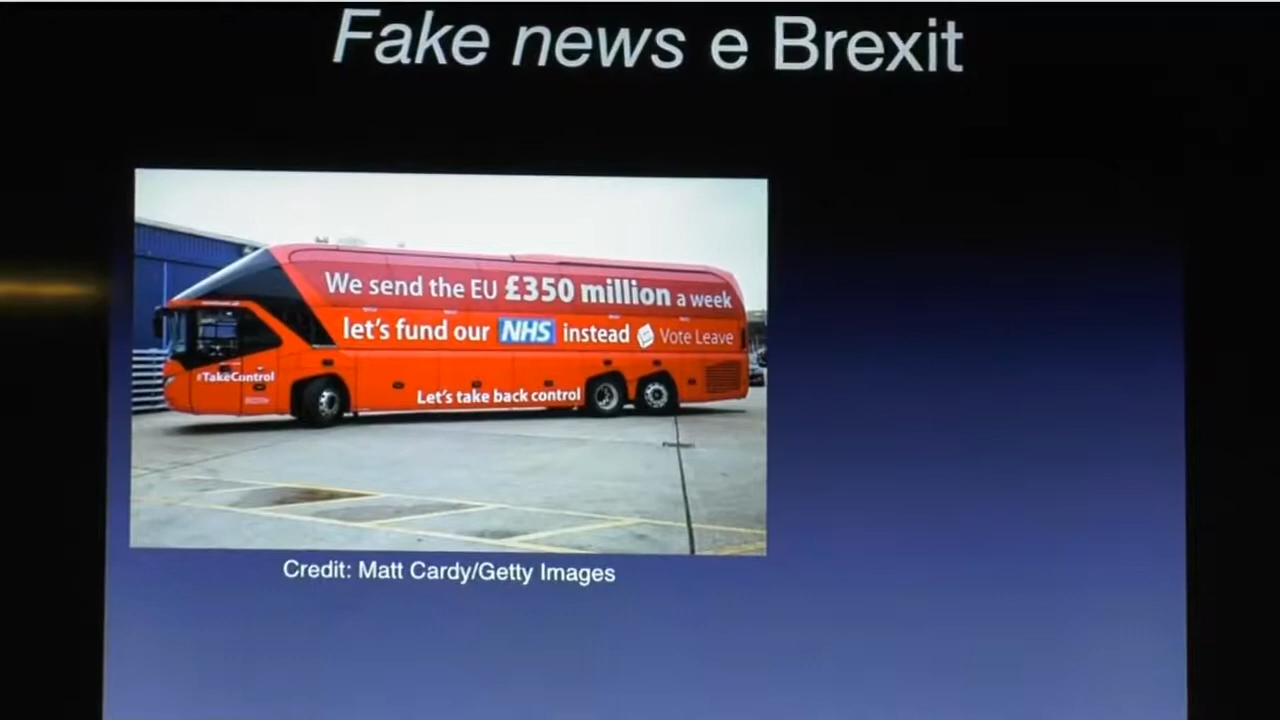 Fake news e Brexit
We send the EU £350 million a week
let's fund our NHS instead Vote Leave
#TakeControl
Let's take back control
Credit: Matt Cardy/Getty Images